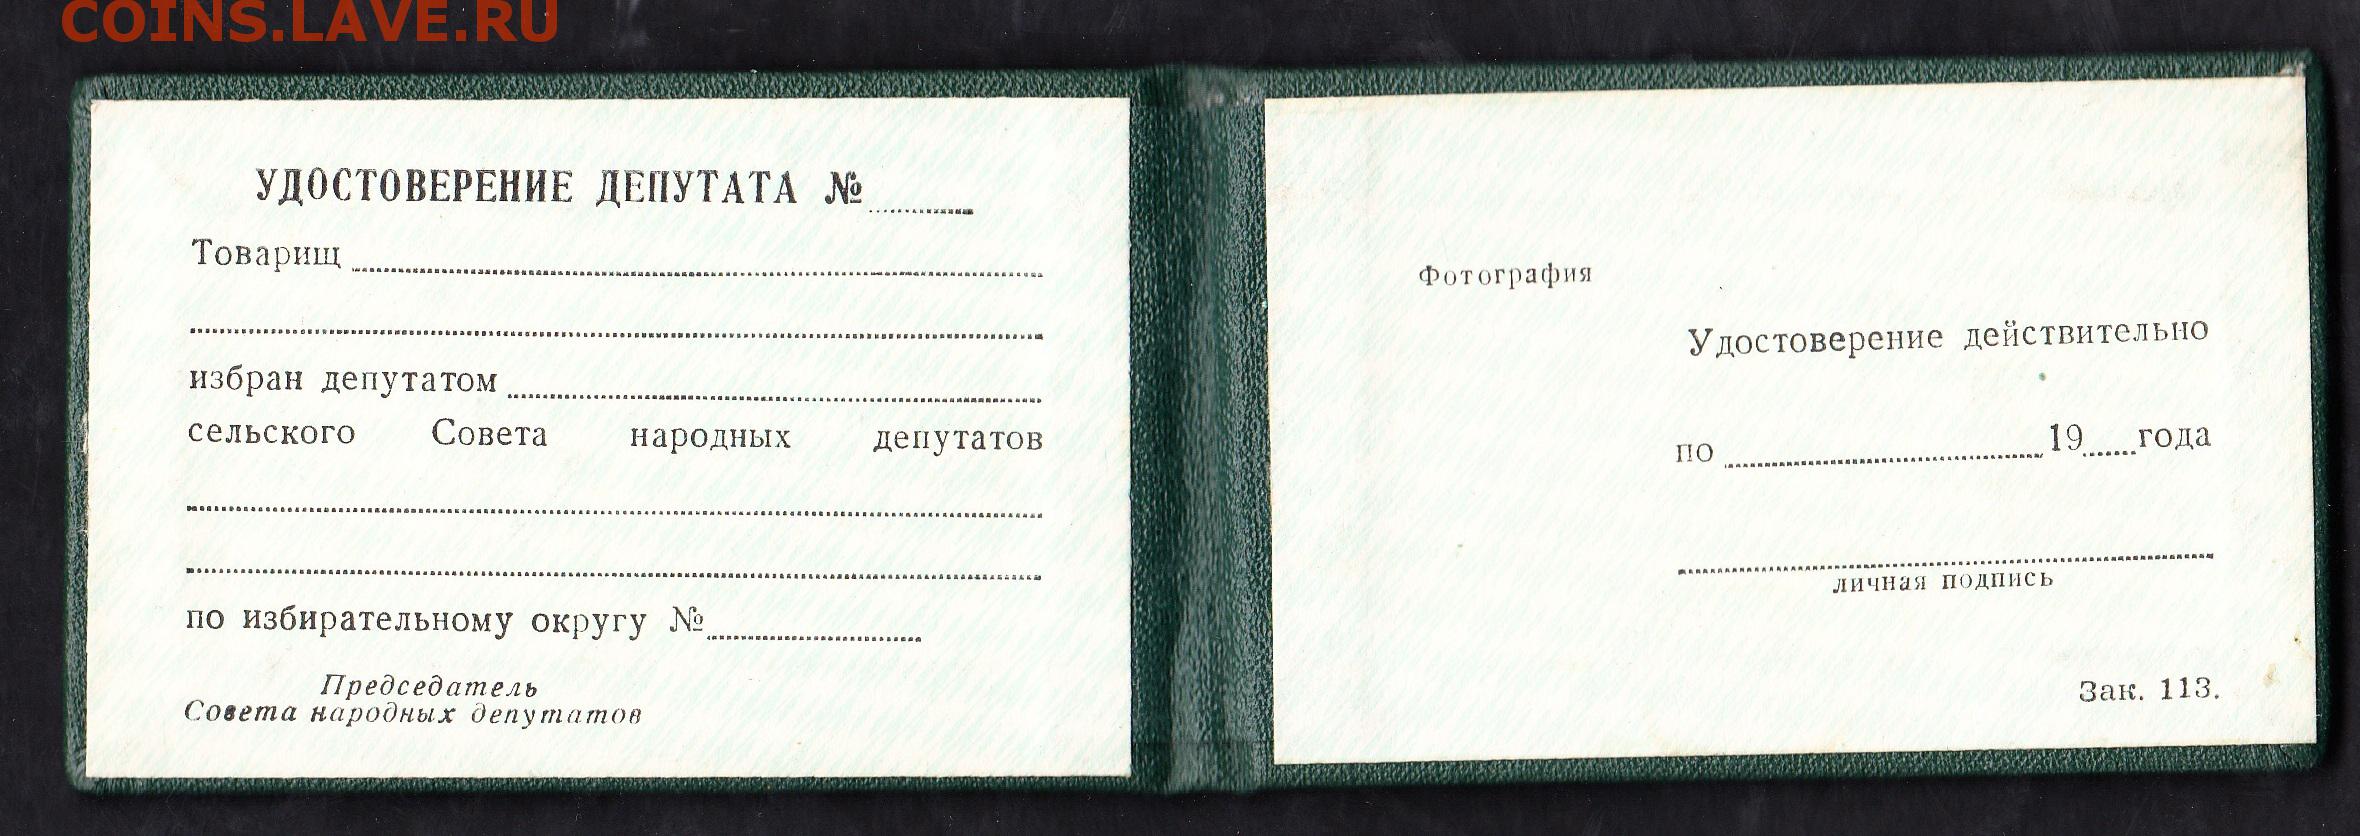 COINS.LAVE.RU
УДОСТОВЕРЕНИЕ ДЕПУТАТА №
Товарищ
избран депутатом
сельского Совета народных депутатов
по избирательному округу №
Председатель
Совета народных депутатов
Фотография
Удостоверение действительно
по 19 года
личная подпись
Зак. 113.